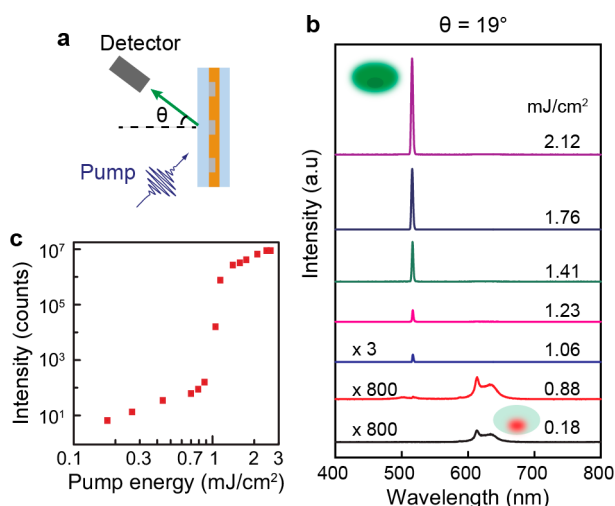 a
Detector
θ
Pump
b
θ = 19°
mJ/cm²
2.12
1.76
1.41
1.23
x 3
1.06
x 800
0.88
x 800
0.18
Intensity (a.u)
400 500 600 700 800
Wavelength (nm)
c
10⁷
10⁵
10³
10¹
Intensity (counts)
0.1 0.3 0.7 1 2 3
Pump energy (mJ/cm²)